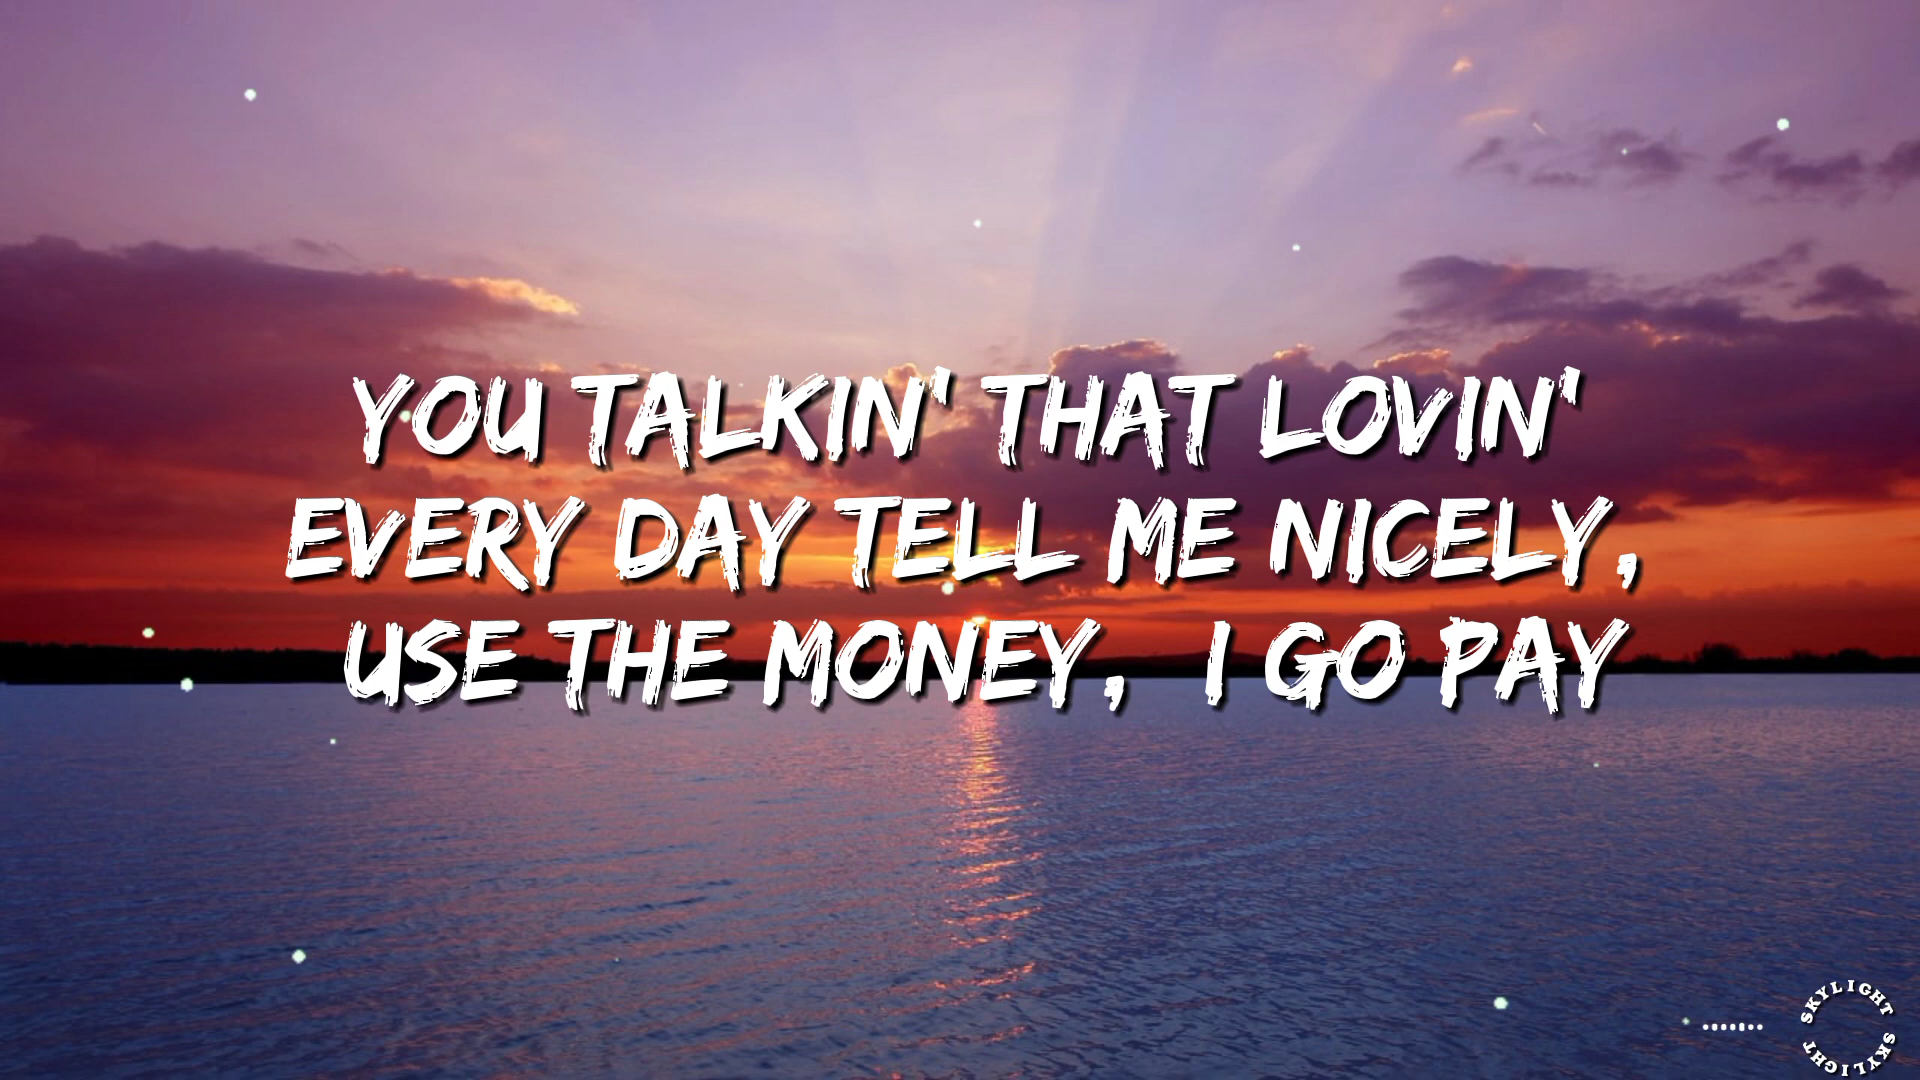 YOU TALKIN' THAT LOVIN'
EVERY DAY TELL ME NICELY,
USE THE MONEY, I GO PAY
SKYLIGHT SKYLIGHT